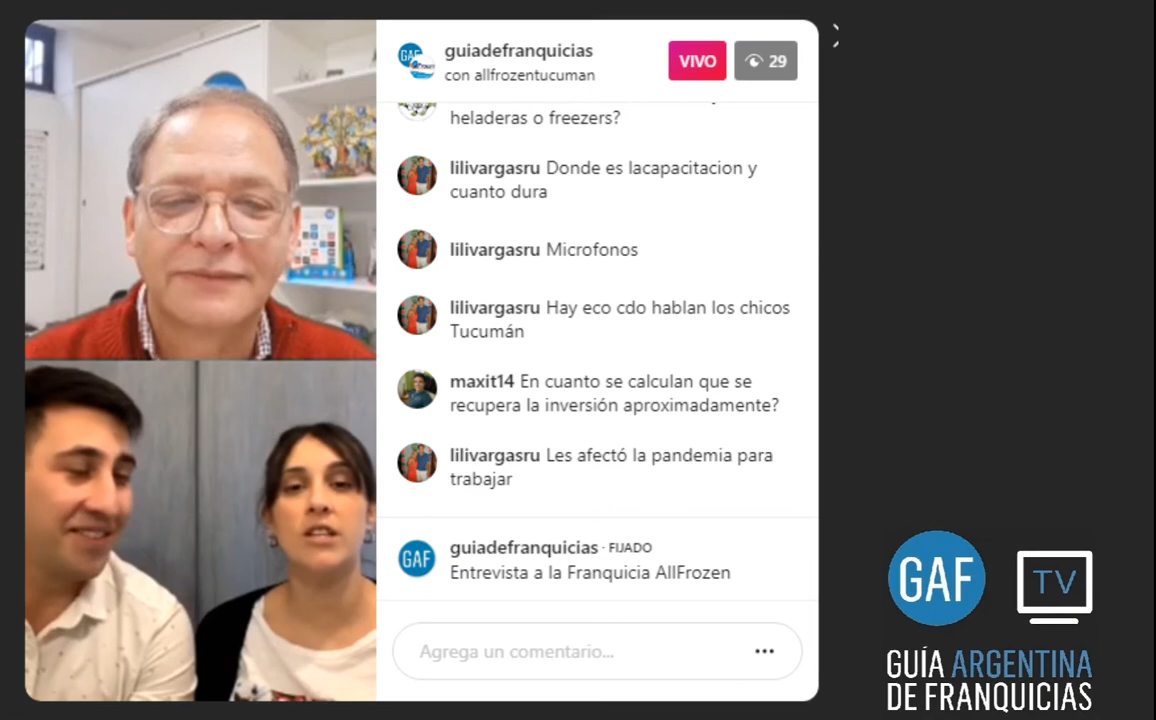 guiadefranquicias
con allfrozentucuman
VIVO
29
heladeras o freezers?
lilivargasru Donde es lacapacitacion y
cuanto dura
lilivargasru Microfonos
lilivargasru Hay eco cdo hablan los chicos
Tucumán
maxit14 En cuanto se calculan que se
recupera la inversión aproximadamente?
lilivargasru Les afectó la pandemia para
trabajar
GAF
guiadefranquicias · FIJADO
Entrevista a la Franquicia AllFrozen
Agrega un comentario...
GAF
TV
GUÍA ARGENTINA
DE FRANQUICIAS